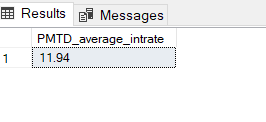 Results Messages
PMTD_average_intrate
1 11.94